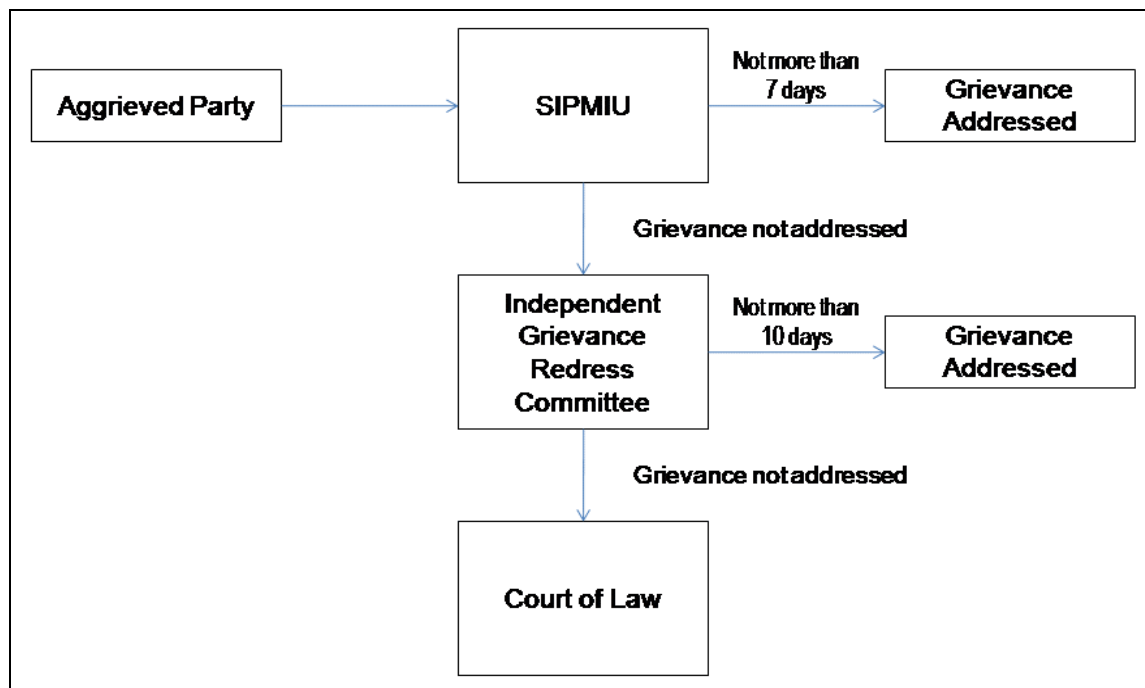 Aggrieved Party
SIPMIU
Not more than
7 days
Grievance
Addressed
Grievance not addressed
Independent
Grievance
Redress
Committee
Not more than
10 days
Grievance
Addressed
Grievance not addressed
Court of Law